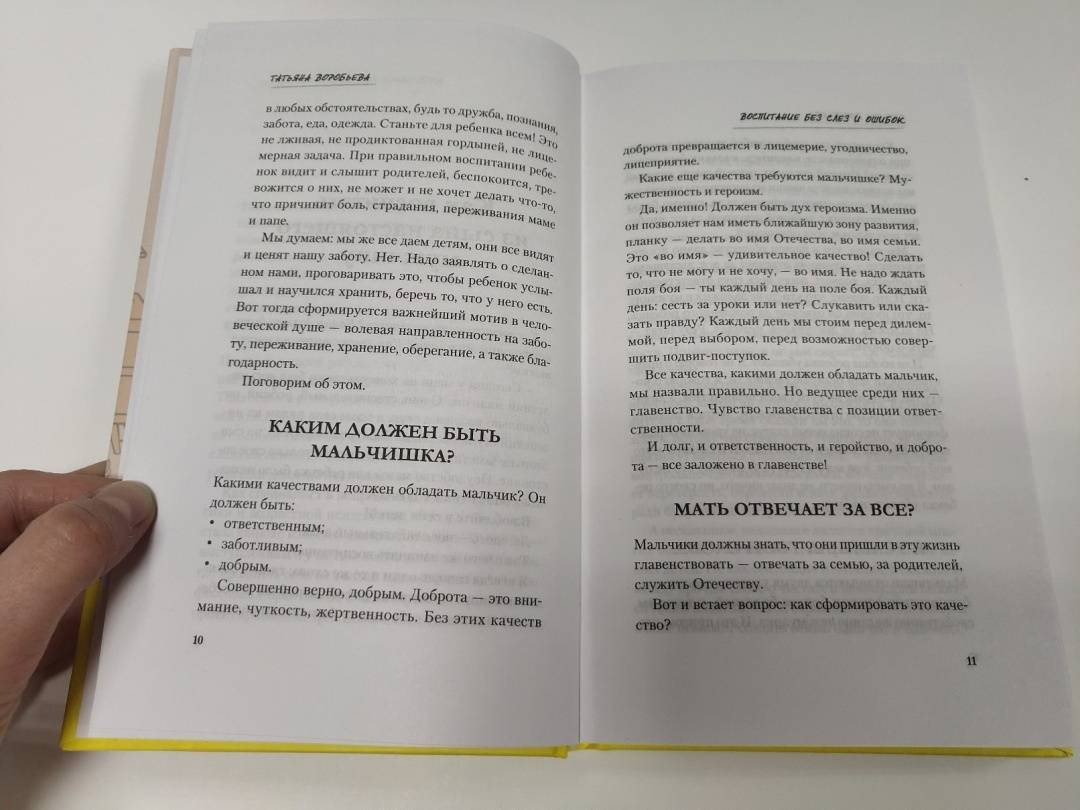 ТАТЬЯНА ВОРОБЬЕВА
в любых обстоятельствах, будь то дружба, познания,
забота, еда, одежда. Станьте для ребенка всем! Это
не лживая, не продиктованная гордыней, не лице-
мерная задача. При правильном воспитании ребе-
нок видит и слышит родителей, беспокоится, тре-
вожится о них, не может и не хочет делать что-то,
что причинит боль, страдания, переживания маме
и папе.
Мы думаем: мы же все даем детям, они все видят
и ценят нашу заботу. Нет. Надо заявлять о сделан-
ном нами, проговаривать это, чтобы ребенок услы-
шал и научился хранить, беречь то, что у него есть.
Вот тогда сформируется важнейший мотив в чело-
веческой душе — волевая направленность на забо-
ту, переживание, хранение, оберегание, а также бла-
годарность.
Поговорим об этом.
КАКИМ ДОЛЖЕН БЫТЬ
МАЛЬЧИШКА?
Какими качествами должен обладать мальчик? Он
должен быть:
• ответственным;
• заботливым;
• добрым.
Совершенно верно, добрым. Доброта — это вни-
мание, чуткость, жертвенность. Без этих качеств
10
ВОСПИТАНИЕ БЕЗ СЛЕЗ И ОШИБОК
доброта превращается в лицемерие, угодничество,
лицеприятие.
Какие еще качества требуются мальчишке? Му-
жественность и героизм.
Да, именно! Должен быть дух героизма. Именно
он позволяет нам иметь ближайшую зону развития,
планку — делать во имя Отечества, во имя семьи.
Это «во имя» — удивительное качество! Сделать
то, что не могу и не хочу, — во имя. Не надо ждать
поля боя — ты каждый день на поле боя. Каждый
день: сесть за уроки или нет? Слукавить или ска-
зать правду? Каждый день мы стоим перед дилем-
мой, перед выбором, перед возможностью совер-
шить подвиг-поступок.
Все качества, какими должен обладать мальчик,
мы назвали правильно. Но ведущее среди них —
главенство. Чувство главенства с позиции ответ-
ственности.
И долг, и ответственность, и геройство, и добро-
та — все заложено в главенстве!
МАТЬ ОТВЕЧАЕТ ЗА ВСЕ?
Мальчики должны знать, что они пришли в эту жизнь
главенствовать — отвечать за семью, за родителей,
служить Отечеству.
Вот и встает вопрос: как сформировать это каче-
ство?
11